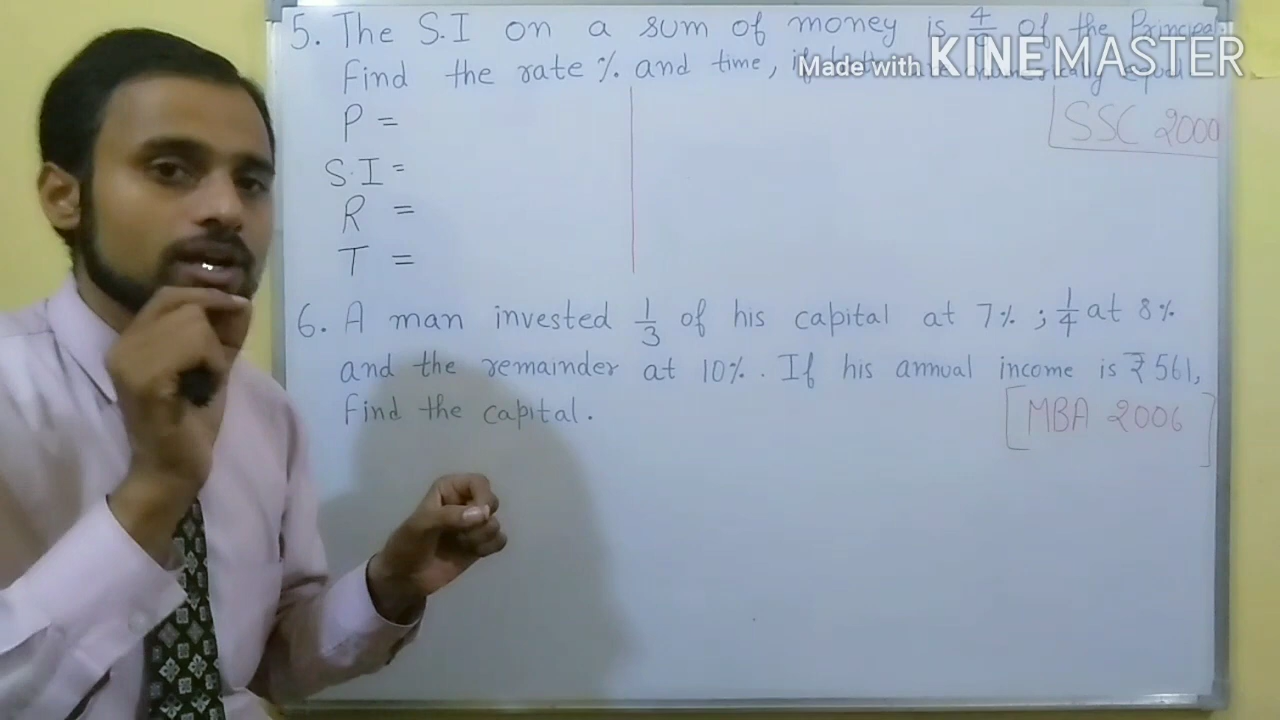 5. The S.I on a sum of money is 4/ of the Principal
Made with KINEMASTER
Find the rate % and time, if
P =
SSC 2000
S.I =
R =
T =
6. A man invested 1/3 of his capital at 7% ; 1/4 at 8%
and the remainder at 10%. If his annual income is ₹561,
Find the capital.
[MBA 2006]